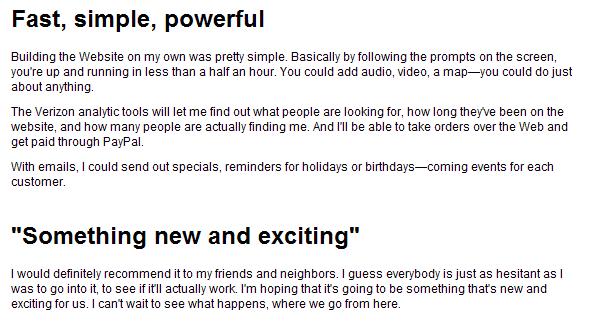 Fast, simple, powerful
Building the Website on my own was pretty simple. Basically by following the prompts on the screen,
you're up and running in less than a half an hour. You could add audio, video, a map—you could do just
about anything.
The Verizon analytic tools will let me find out what people are looking for, how long they've been on the
website, and how many people are actually finding me. And I'll be able to take orders over the Web and
get paid through PayPal.
With emails, I could send out specials, reminders for holidays or birthdays—coming events for each
customer.
"Something new and exciting"
I would definitely recommend it to my friends and neighbors. I guess everybody is just as hesitant as I
was to go into it, to see if it'll actually work. I'm hoping that it's going to be something that's new and
exciting for us. I can't wait to see what happens, where we go from here.